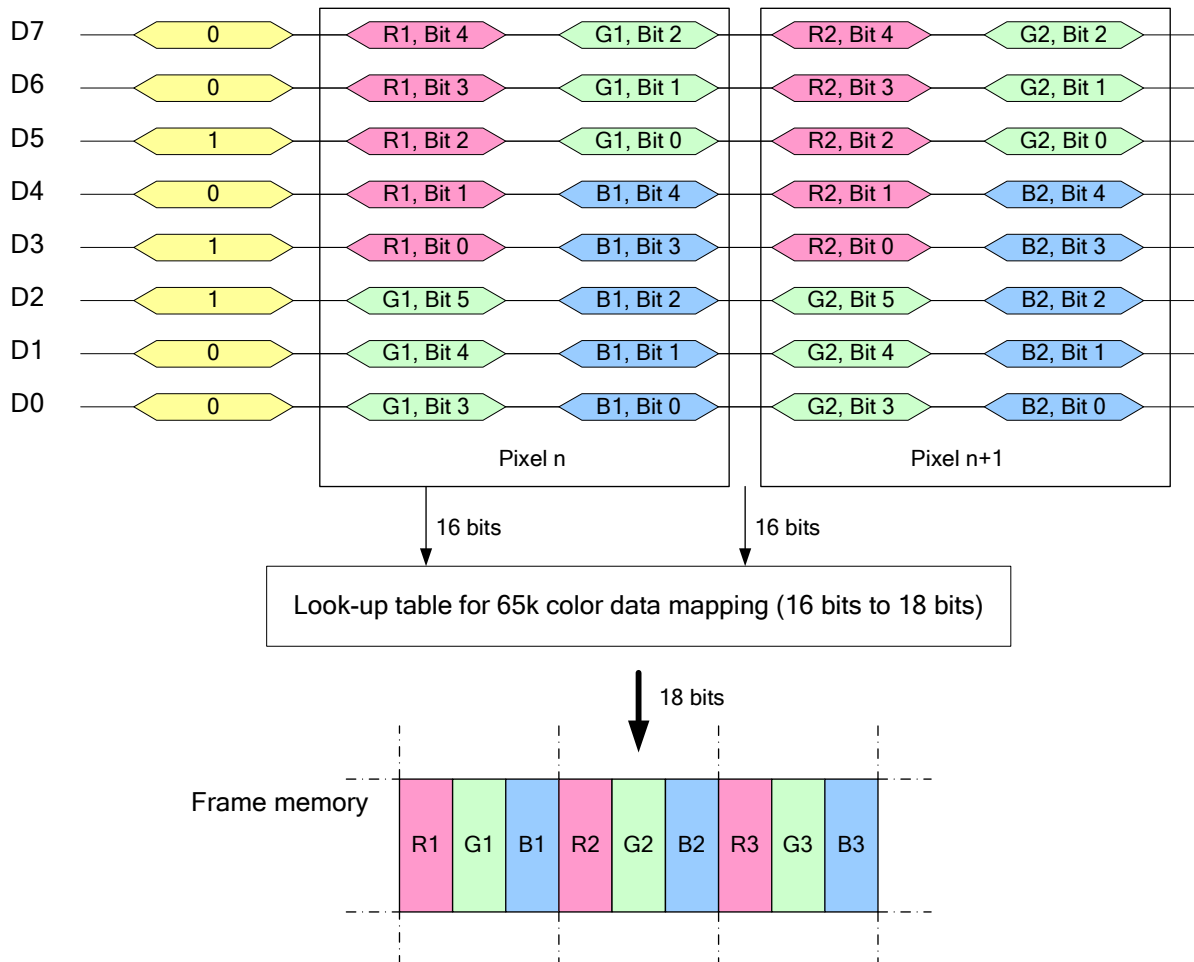 D7 0 R1, Bit 4 G1, Bit 2 R2, Bit 4 G2, Bit 2
D6 0 R1, Bit 3 G1, Bit 1 R2, Bit 3 G2, Bit 1
D5 1 R1, Bit 2 G1, Bit 0 R2, Bit 2 G2, Bit 0
D4 0 R1, Bit 1 B1, Bit 4 R2, Bit 1 B2, Bit 4
D3 1 R1, Bit 0 B1, Bit 3 R2, Bit 0 B2, Bit 3
D2 1 G1, Bit 5 B1, Bit 2 G2, Bit 5 B2, Bit 2
D1 0 G1, Bit 4 B1, Bit 1 G2, Bit 4 B2, Bit 1
D0 0 G1, Bit 3 B1, Bit 0 G2, Bit 3 B2, Bit 0
Pixel n Pixel n+1
16 bits 16 bits
Look-up table for 65k color data mapping (16 bits to 18 bits)
18 bits
Frame memory
R1 G1 B1 R2 G2 B2 R3 G3 B3